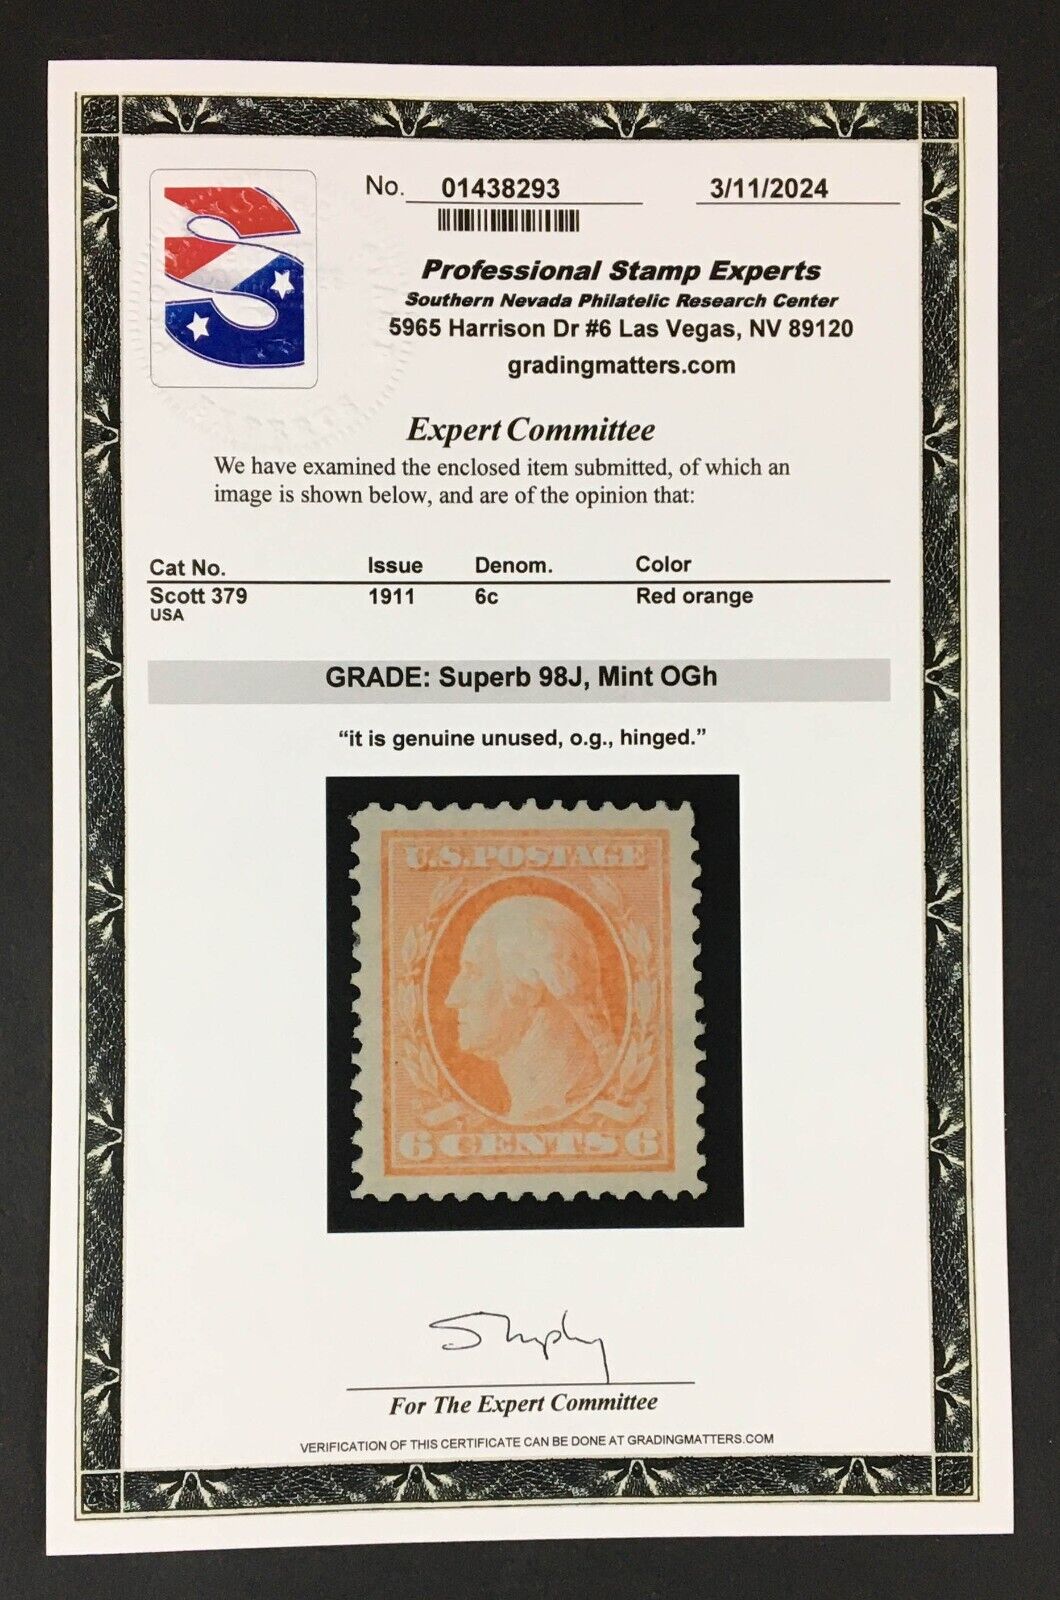 No. 01438293 3/11/2024
Professional Stamp Experts
Southern Nevada Philatelic Research Center
5965 Harrison Dr #6 Las Vegas, NV 89120
gradingmatters.com
Expert Committee
We have examined the enclosed item submitted, of which an
image is shown below, and are of the opinion that:
Cat No. Issue Denom. Color
Scott 379 1911 6c Red orange
USA
GRADE: Superb 98J, Mint OGh
“it is genuine unused, o.g., hinged.”
U.S.POSTAGE
6 CENTS 6
For The Expert Committee
VERIFICATION OF THIS CERTIFICATE CAN BE DONE AT GRADINGMATTERS.COM